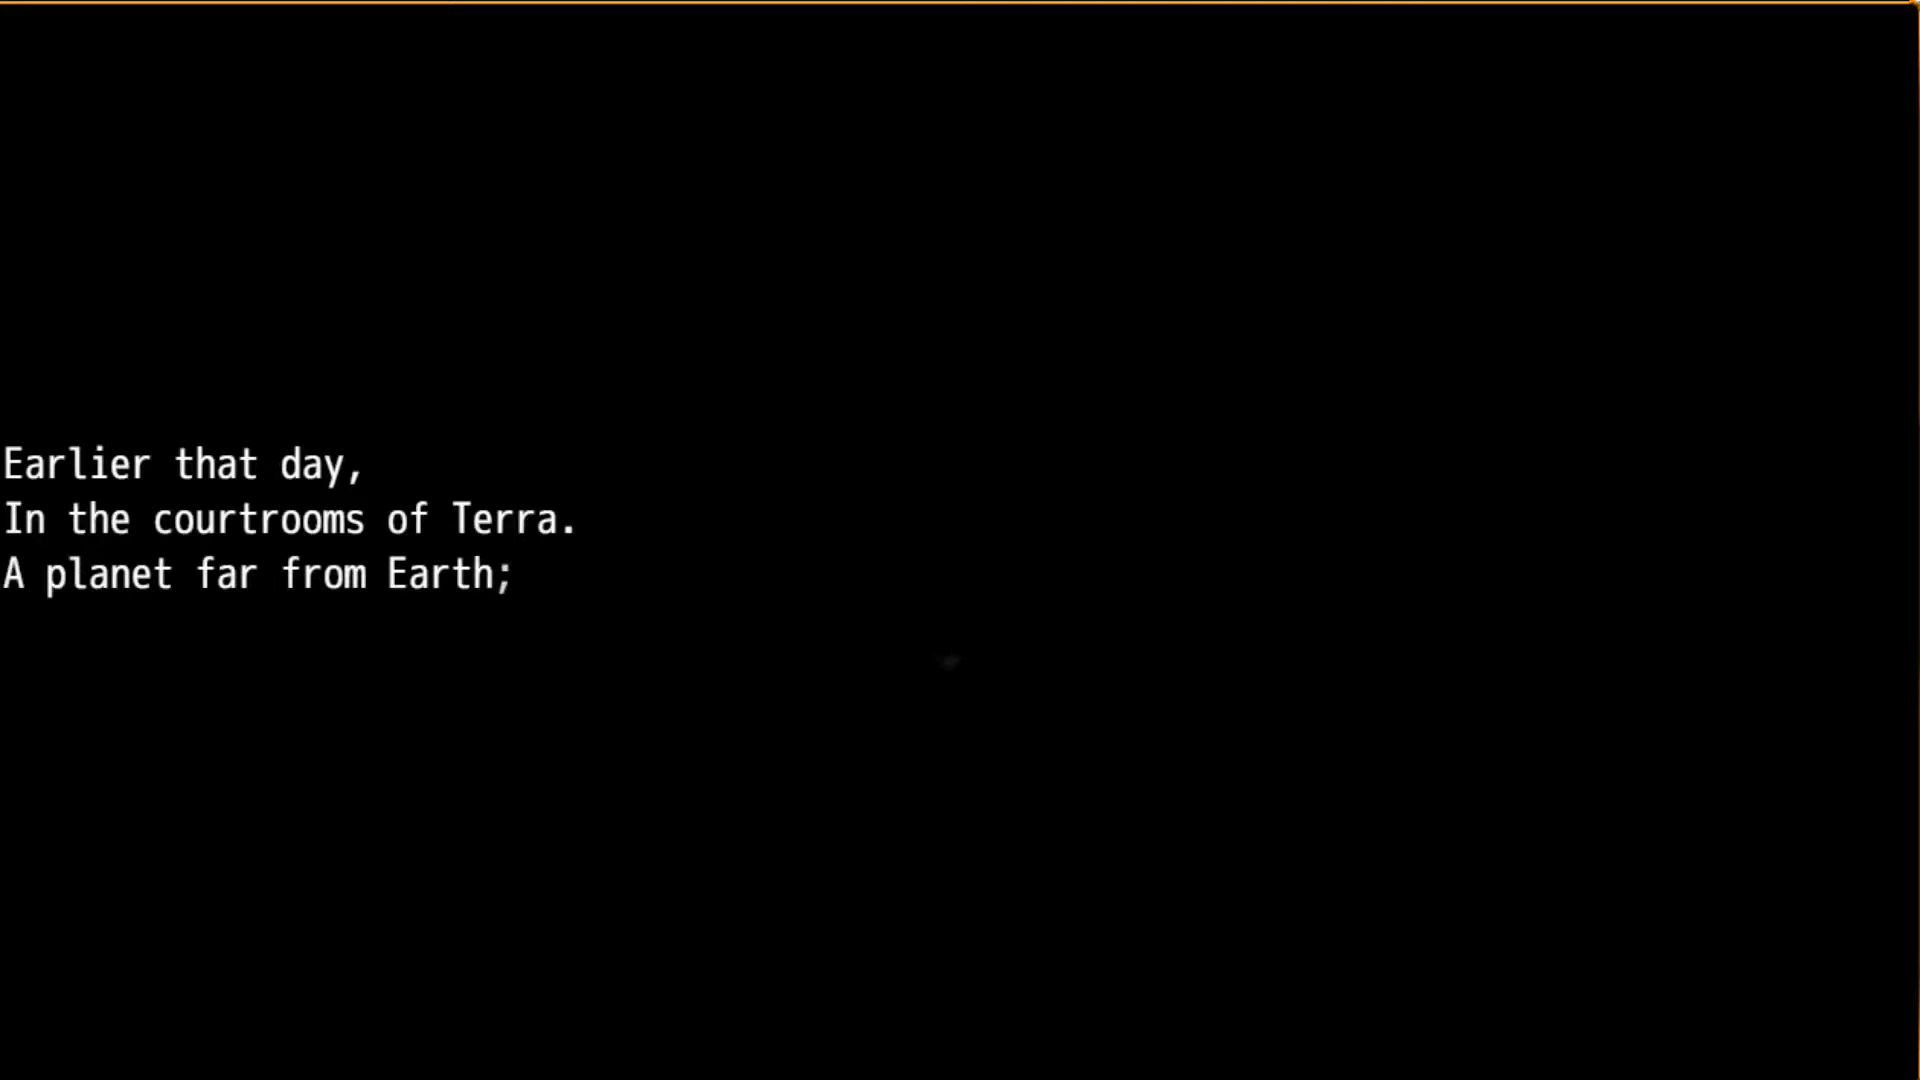 Earlier that day,
In the courtrooms of Terra.
A planet far from Earth;